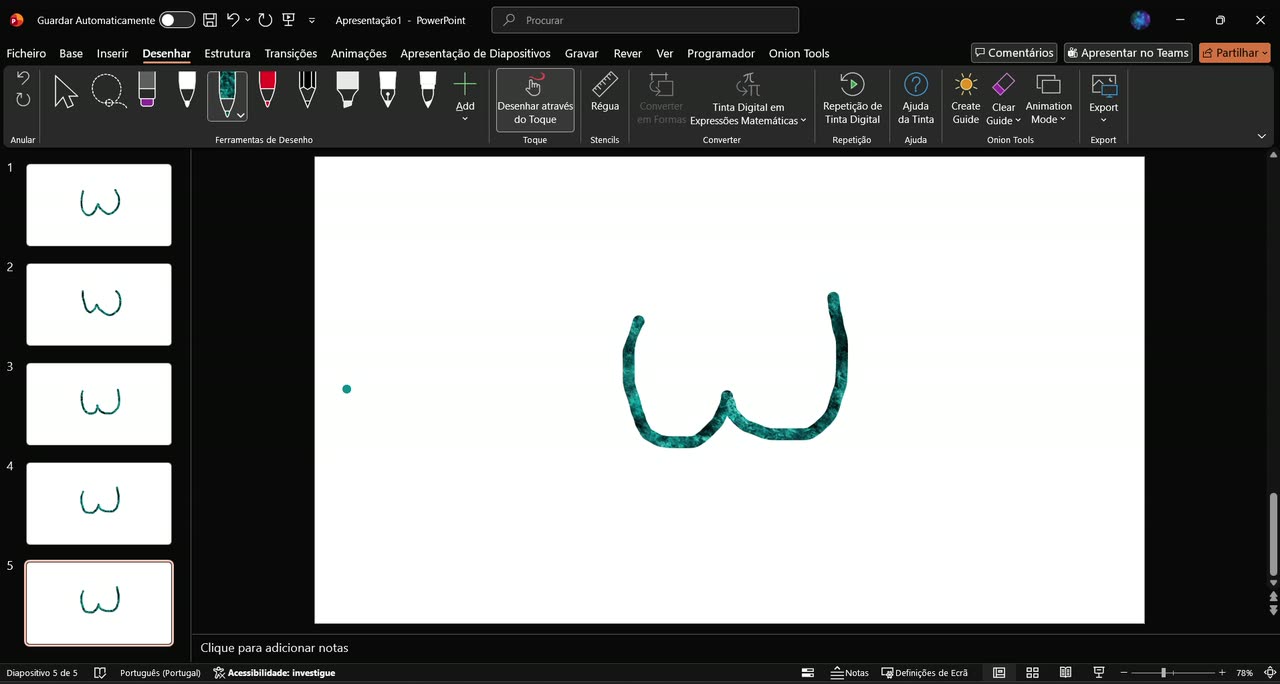 Guardar Automaticamente
Apresentação1 - PowerPoint
Procurar
Ficheiro Base Inserir Desenhar Estrutura Transições Animações Apresentação de Diapositivos Gravar Rever Ver Programador Onion Tools
Comentários Apresentar no Teams Partilhar
Add
Desenhar através
do Toque
Régua
Converter
em Formas
Tinta Digital em
Expressões Matemáticas
Repetição de
Tinta Digital
Ajuda
da Tinta
Create
Guide
Clear
Guide
Animation
Mode
Export
Anular Ferramentas de Desenho Toque Stencils Converter Repetição Ajuda Onion Tools Export
1
2
3
4
5
ω
Clique para adicionar notas
Diapositivo 5 de 5 Português (Portugal) Acessibilidade: investigue Notas Definições de Ecrã 78%